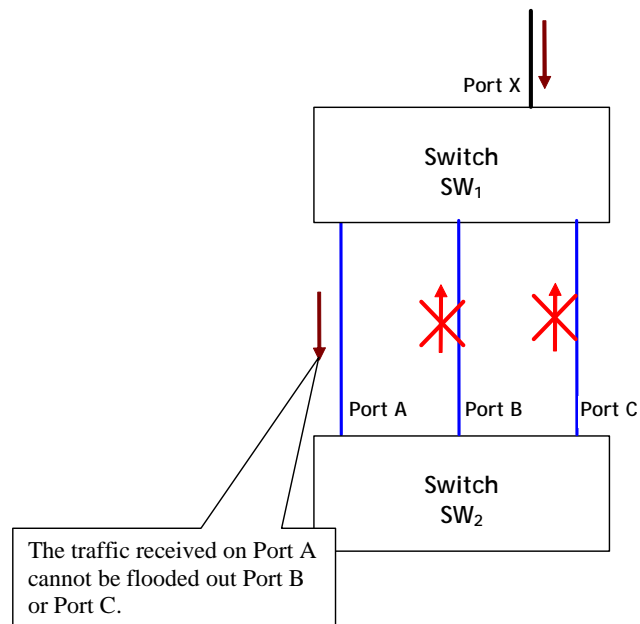 Port X
Switch
SW₁
Port A
Port B
Port C
Switch
SW₂
The traffic received on Port A
cannot be flooded out Port B
or Port C.